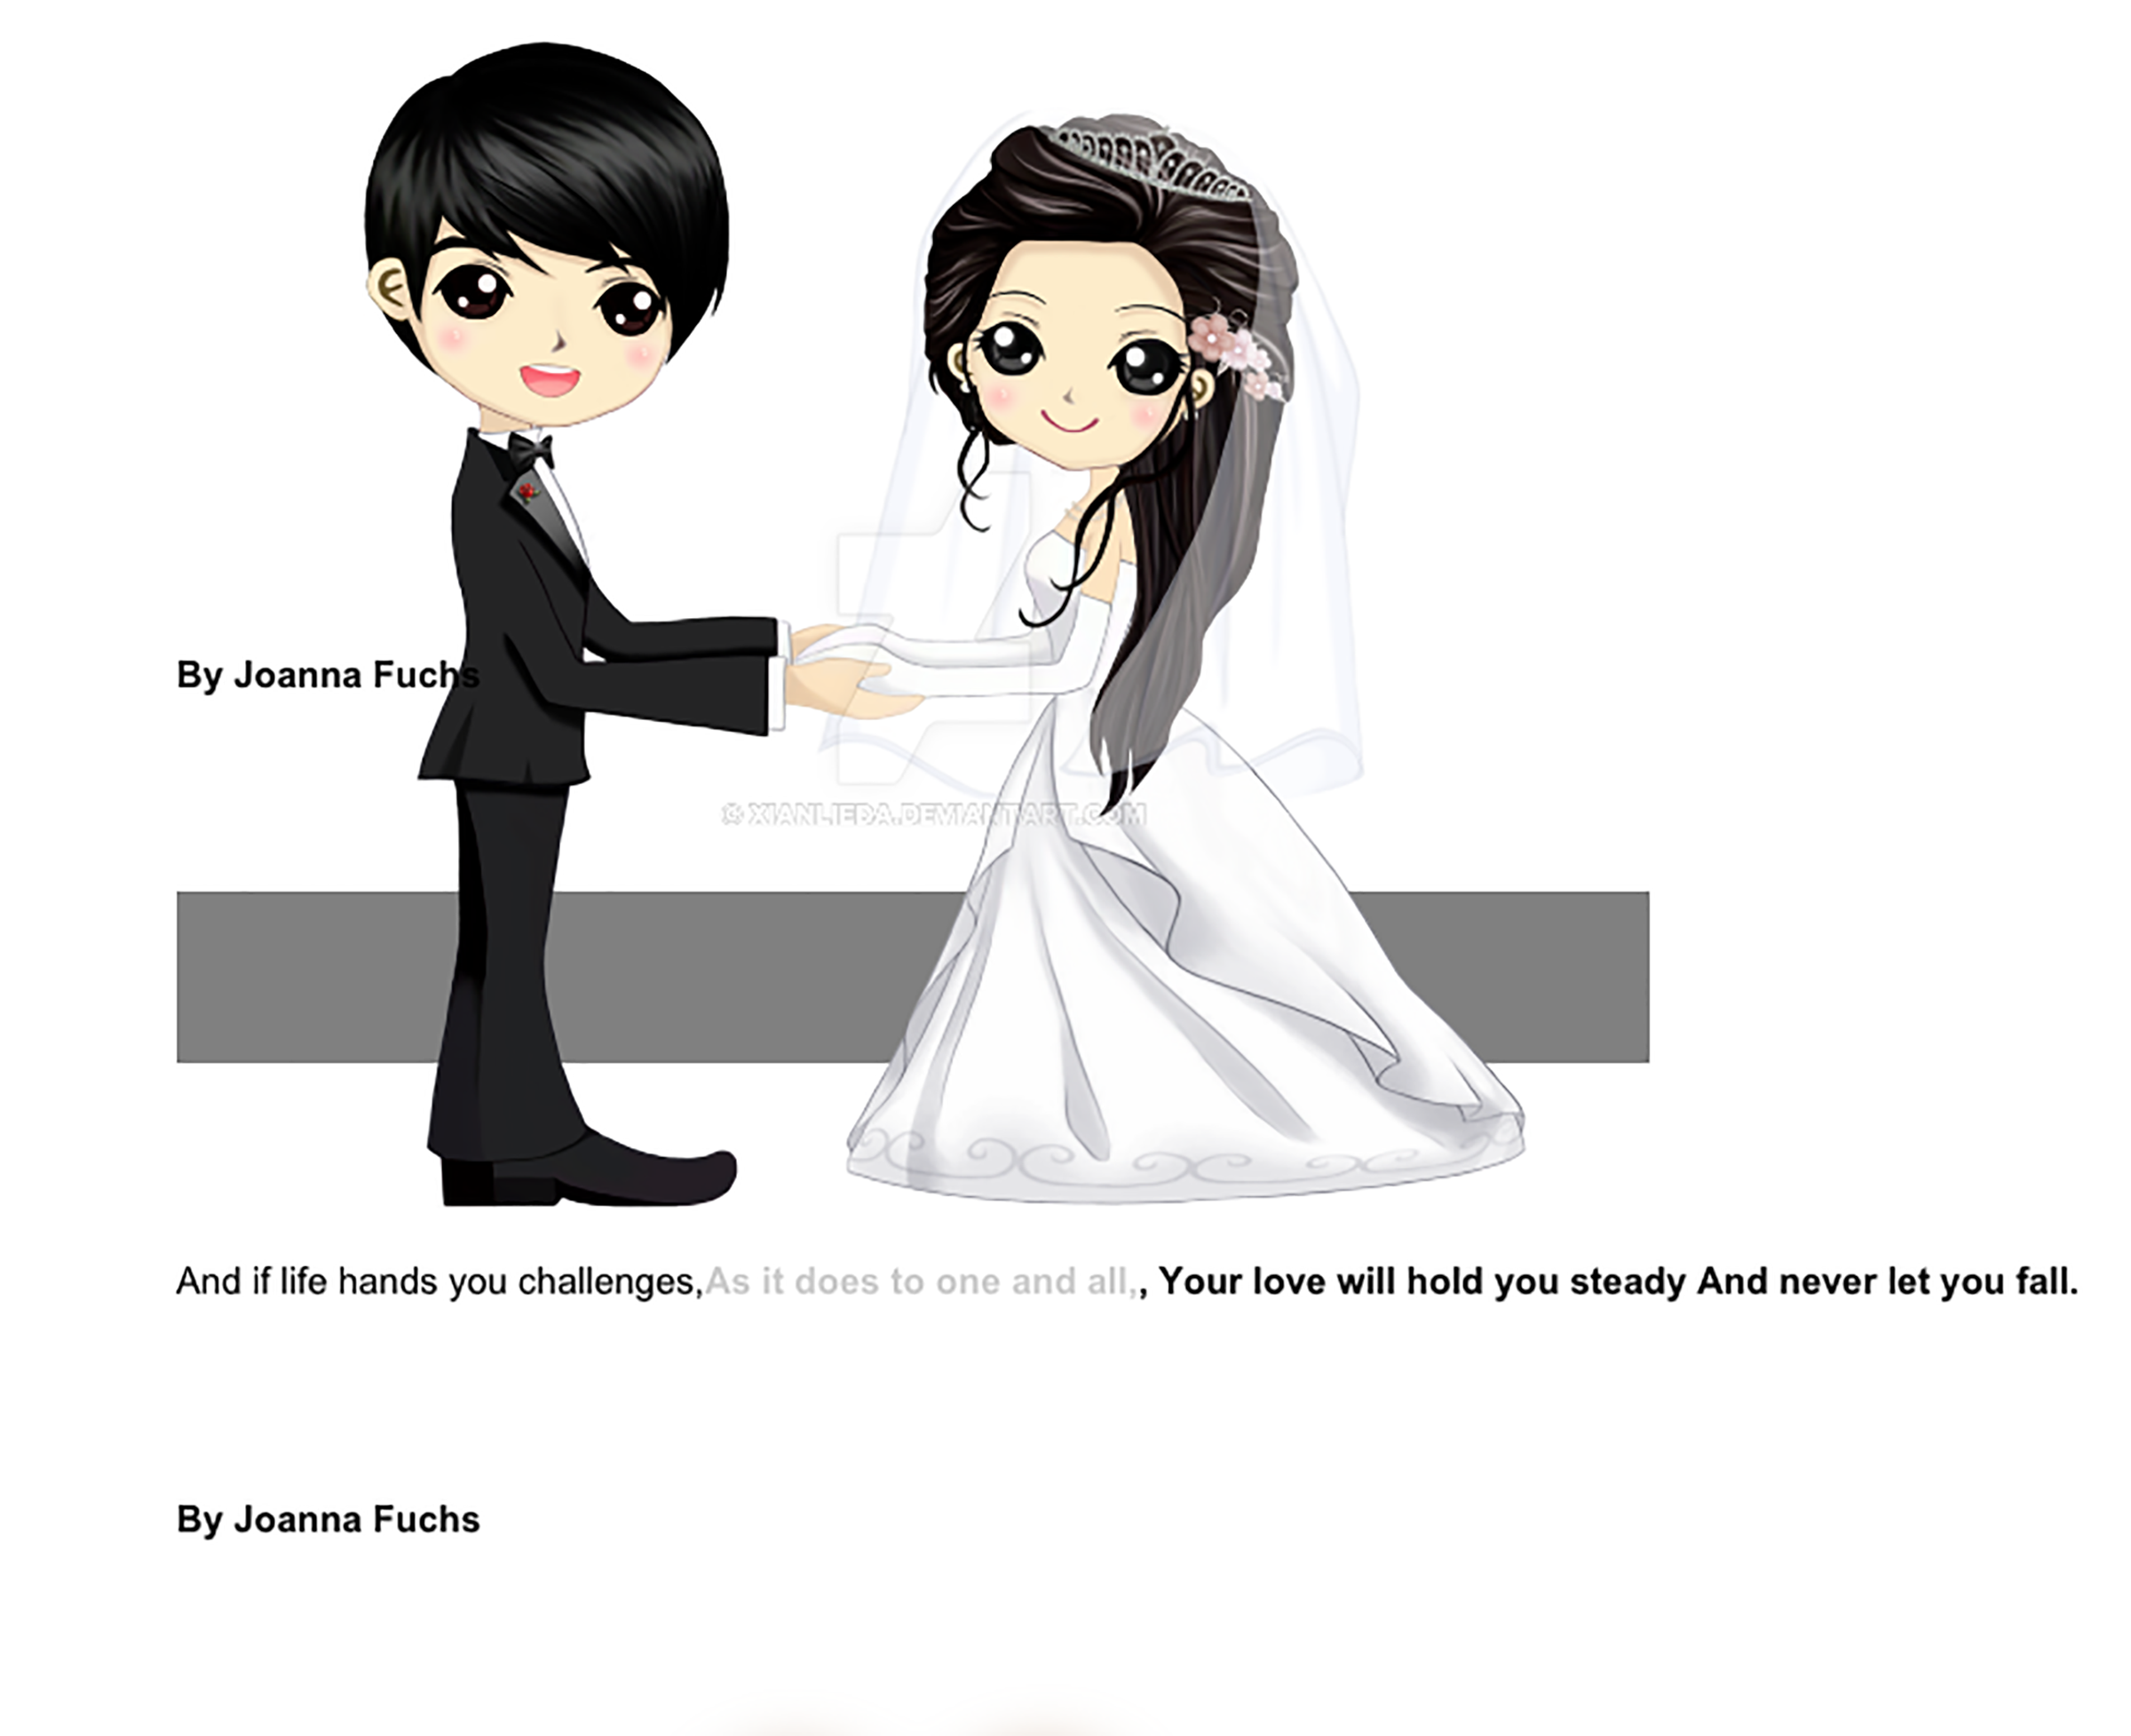 By Joanna Fuchs
© XIANLIEDA.DEVIANTART.COM
And if life hands you challenges,As it does to one and all,, Your love will hold you steady And never let you fall.
By Joanna Fuchs